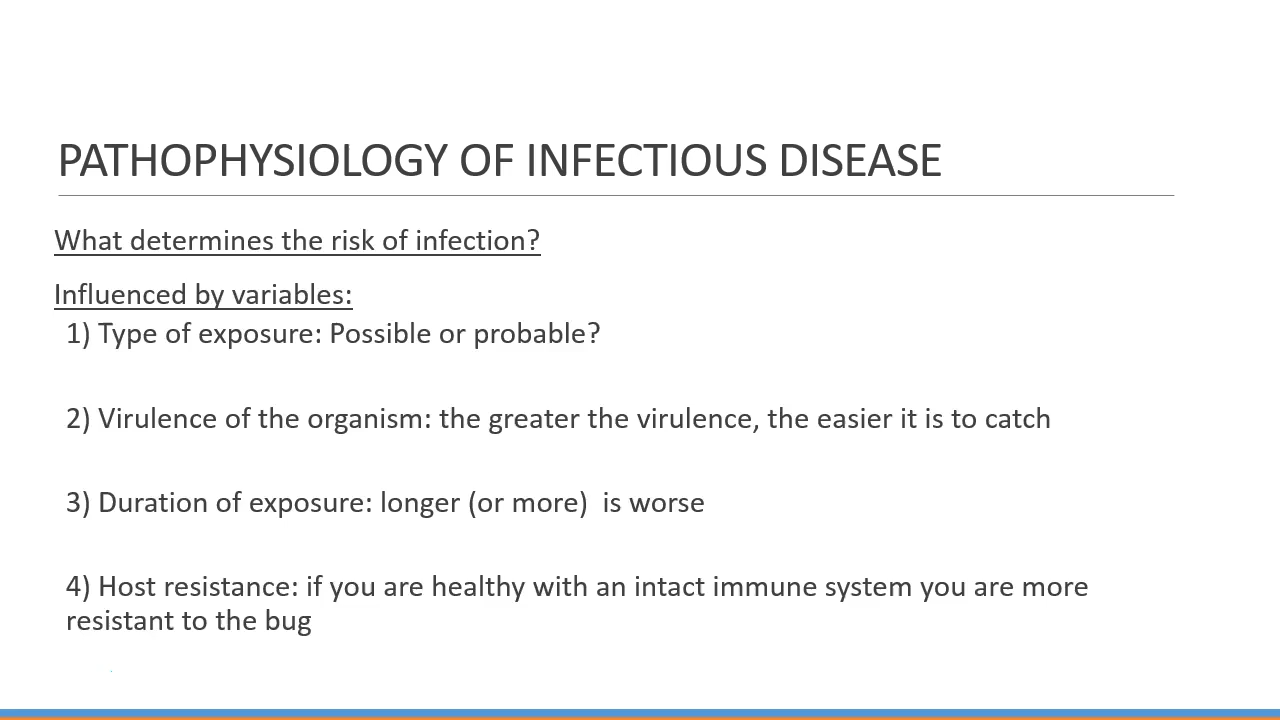 PATHOPHYSIOLOGY OF INFECTIOUS DISEASE
What determines the risk of infection?
Influenced by variables:
1) Type of exposure: Possible or probable?
2) Virulence of the organism: the greater the virulence, the easier it is to catch
3) Duration of exposure: longer (or more)  is worse
4) Host resistance: if you are healthy with an intact immune system you are more
resistant to the bug